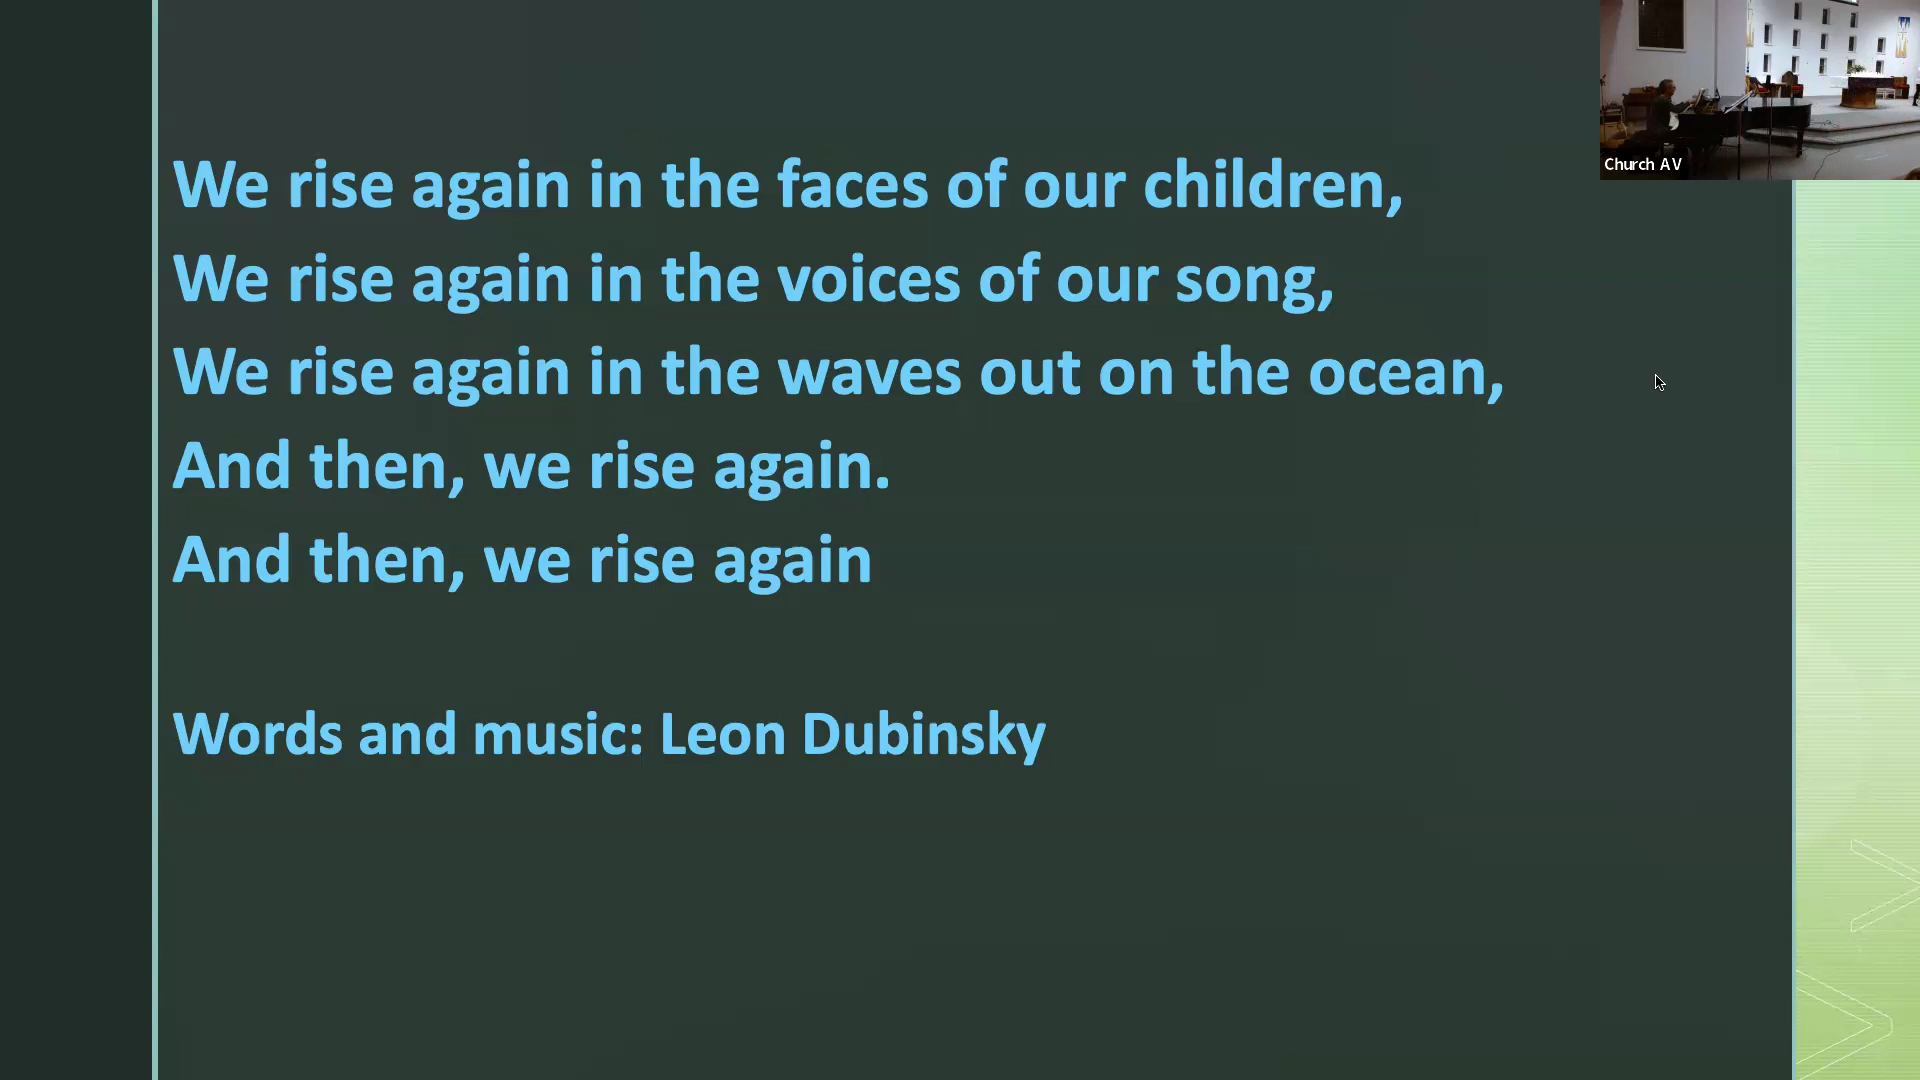 Church AV
We rise again in the faces of our children,
We rise again in the voices of our song,
We rise again in the waves out on the ocean,
And then, we rise again.
And then, we rise again
Words and music: Leon Dubinsky